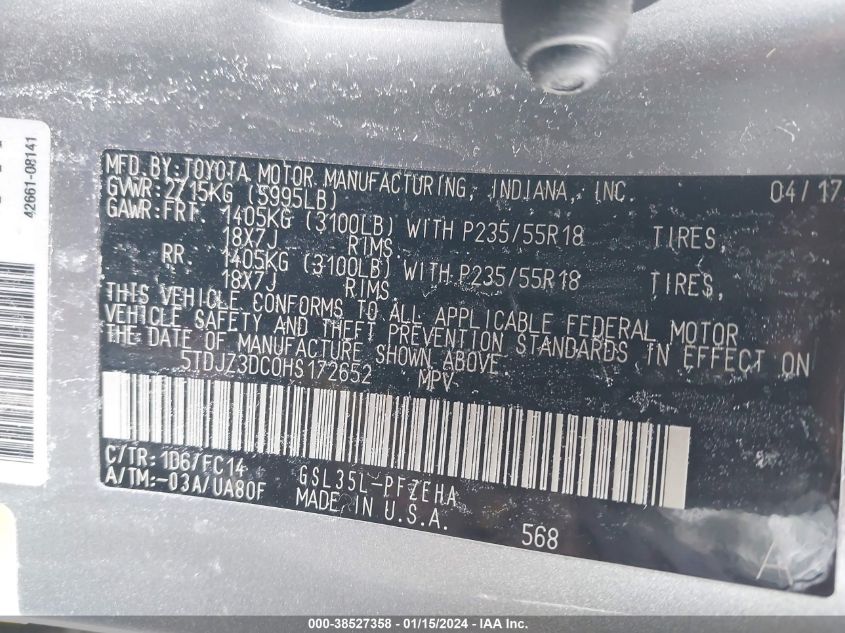 42661-08141
MFD.BY:TOYOTA MOTOR MANUFACTURING, INDIANA, INC. 04/17
GVWR: 2715KG (5995LB)
GAWR:FRT. 1405KG (3100LB) WITH P235/55R18 TIRES,
18X7J RIMS.
RR. 1405KG (3100LB) WITH P235/55R18 TIRES,
18X7J RIMS.
THIS VEHICLE CONFORMS TO ALL APPLICABLE FEDERAL MOTOR
VEHICLE SAFETY AND THEFT PREVENTION STANDARDS IN EFFECT ON
THE DATE OF MANUFACTURE SHOWN ABOVE.
5TDJZ3DC0HS172652 MPV
C/TR: 1D6/FC14 GSL35L-PFZEHA
A/TM:-03A/UA80F MADE IN U.S.A.
568
A
000-38527358 - 01/15/2024 - IAA Inc.